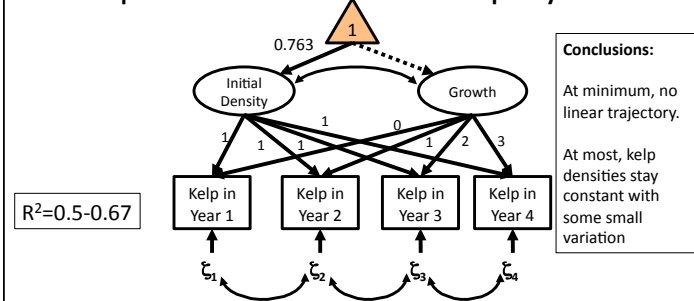 1
0.763
Initial
Density
Growth
Conclusions:
At minimum, no
linear trajectory.
At most, kelp
densities stay
constant with
some small
variation
1 1 1 1 0 1 2 3
R²=0.5-0.67
Kelp in
Year 1
Kelp in
Year 2
Kelp in
Year 3
Kelp in
Year 4
ζ1 ζ2 ζ3 ζ4